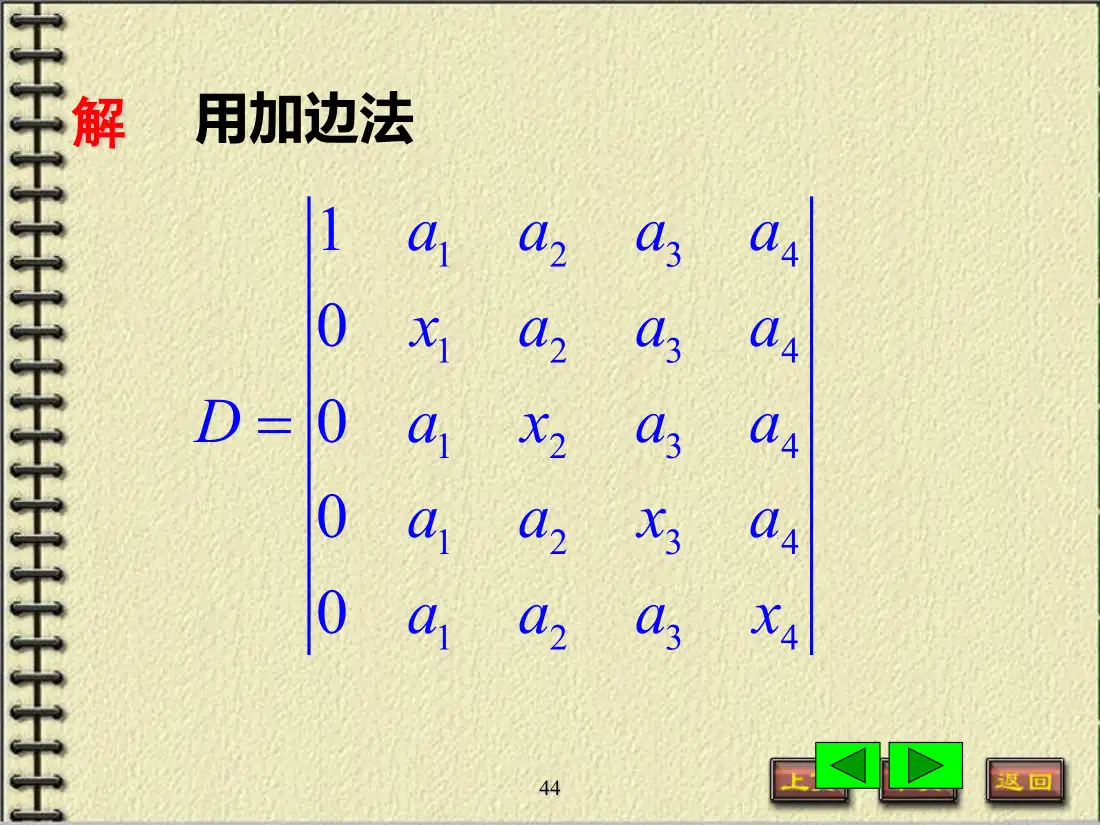 解 用加边法
1 a₁ a₂ a₃ a₄
0 x₁ a₂ a₃ a₄
D = 0 a₁ x₂ a₃ a₄
0 a₁ a₂ x₃ a₄
0 a₁ a₂ a₃ x₄
44
返回